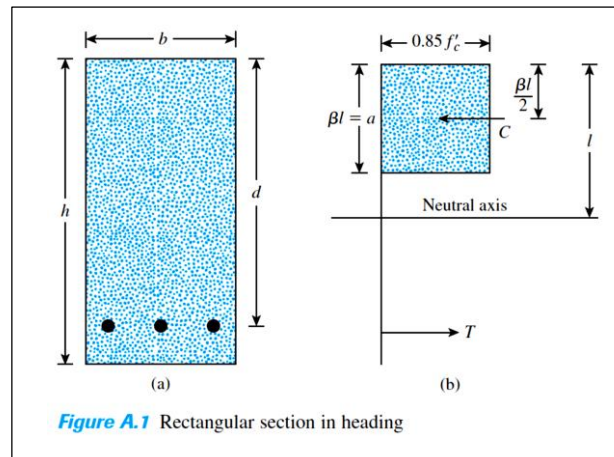 b
0.85 f′c
h
d
βl = a
βl/2
C
l
Neutral axis
T
(a)
(b)
Figure A.1 Rectangular section in heading